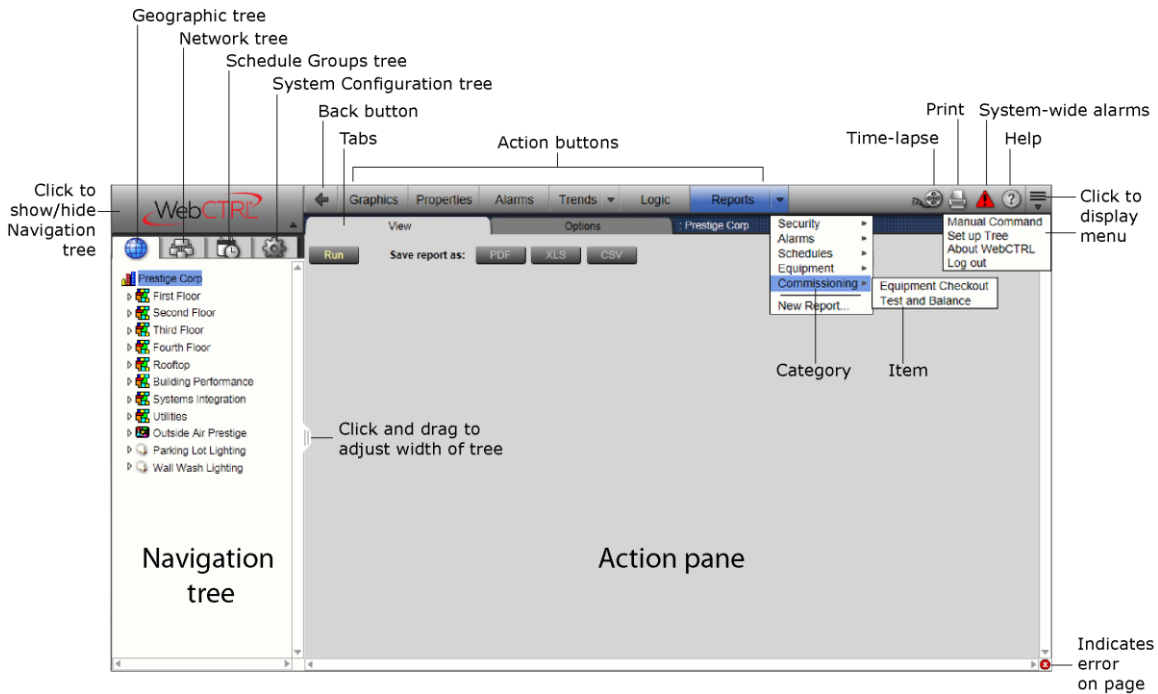 Geographic tree
Network tree
Schedule Groups tree
System Configuration tree
Back button
Tabs
Action buttons
Time-lapse
Print
System-wide alarms
Help
Click to
show/hide
Navigation
tree
WebCTRL
Graphics Properties Alarms Trends Logic Reports
?
Click to
display
menu
View Options : Prestige Corp
Run Save report as: PDF XLS CSV
Security
Alarms
Schedules
Equipment
Commissioning
New Report...
Equipment Checkout
Test and Balance
Manual Command
Set up Tree
About WebCTRL
Log out
Category
Item
Prestige Corp
First Floor
Second Floor
Third Floor
Fourth Floor
Rooftop
Building Performance
Systems Integration
Utilities
Outside Air Prestige
Parking Lot Lighting
Wall Wash Lighting
Click and drag to
adjust width of tree
Navigation
tree
Action pane
Indicates
error
on page